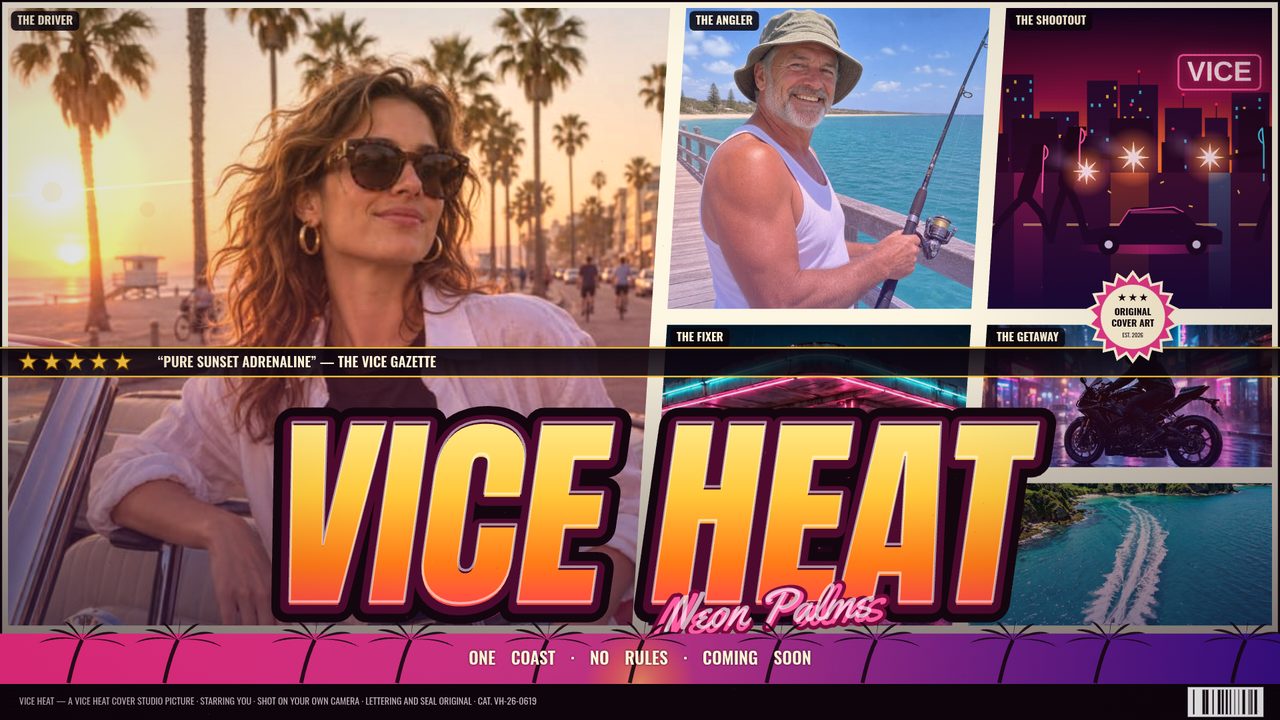 THE DRIVER
THE ANGLER
THE SHOOTOUT
VICE
★ ★ ★
ORIGINAL
COVER ART
EST. 2026
THE FIXER
THE GETAWAY
★★★★★ “PURE SUNSET ADRENALINE” — THE VICE GAZETTE
VICE HEAT
Neon Palms
ONE COAST · NO RULES · COMING SOON
VICE HEAT — A VICE HEAT COVER STUDIO PICTURE · STARRING YOU · SHOT ON YOUR OWN CAMERA · LETTERING AND SEAL ORIGINAL · CAT. VH-26-0619